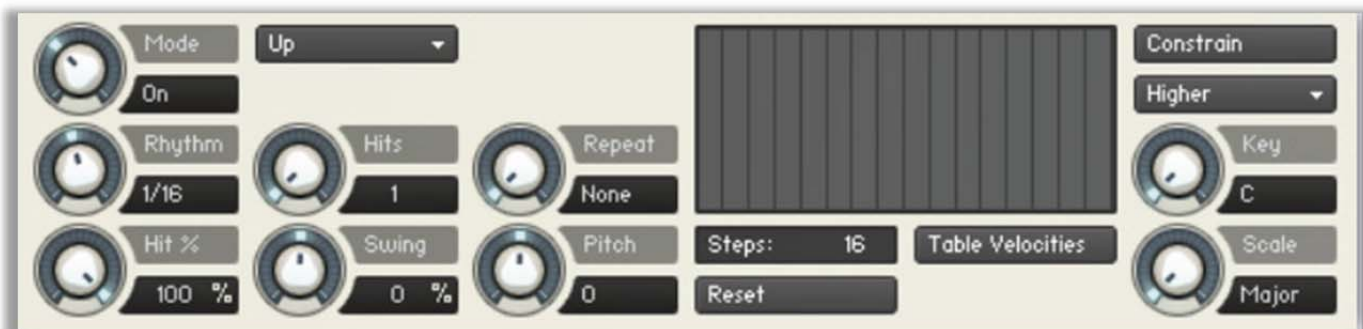 Mode
On
Up
Rhythm
1/16
Hits
1
Repeat
None
Hit %
100 %
Swing
0 %
Pitch
0
Steps: 16
Table Velocities
Reset
Constrain
Higher
Key
C
Scale
Major